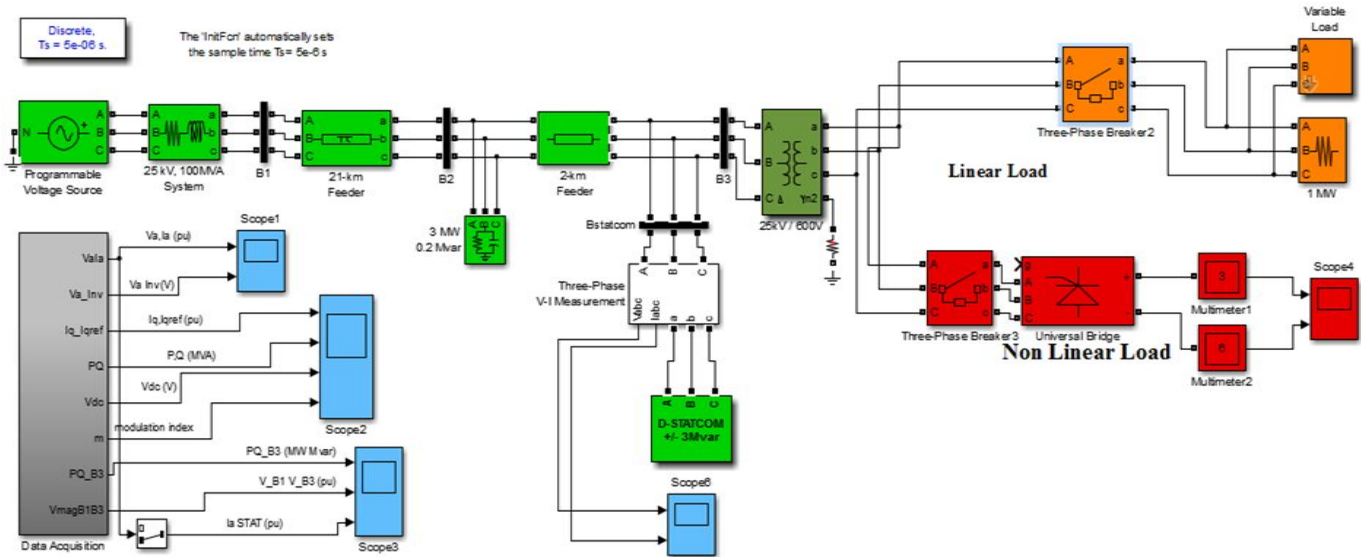 Discrete,
Ts = 5e-06 s.
The 'InitFcn' automatically sets
the sample time Ts= 5e-6 s
Variable
Load
A
B
C
A
B
C
a
b
c
Three-Phase Breaker2
A
B
C
1 MW
Linear Load
N
+
A
B
C
Programmable
Voltage Source
A
B
C
a
b
c
25 kV, 100MVA
System
B1
A
B
C
a
b
c
21-km
Feeder
B2
2-km
Feeder
B3
A
B
C
Δ
a
b
c
Yn2
25kV / 600V
3 MW
0.2 Mvar
A B C
Bstatcom
A B C
Three-Phase
V-I Measurement
Vabc
Iabc
a
b
c
A B C
D-STATCOM
+/- 3Mvar
Scope6
A
B
C
a
b
c
Three-Phase Breaker3
g
A
B
C
+
-
Universal Bridge
Non Linear Load
3
Multimeter1
6
Multimeter2
Scope4
VaIa
Va_Inv
Iq_Iqref
PQ
Vdc
m
PQ_B3
VmagB1B3
Data Acquisition
Va,Ia (pu)
Va Inv(V)
Scope1
Iq,Iqref (pu)
P,Q (MVA)
Vdc (V)
modulation index
Scope2
PQ_B3 (MW Mvar)
V_B1 V_B3 (pu)
Ia STAT (pu)
Scope3